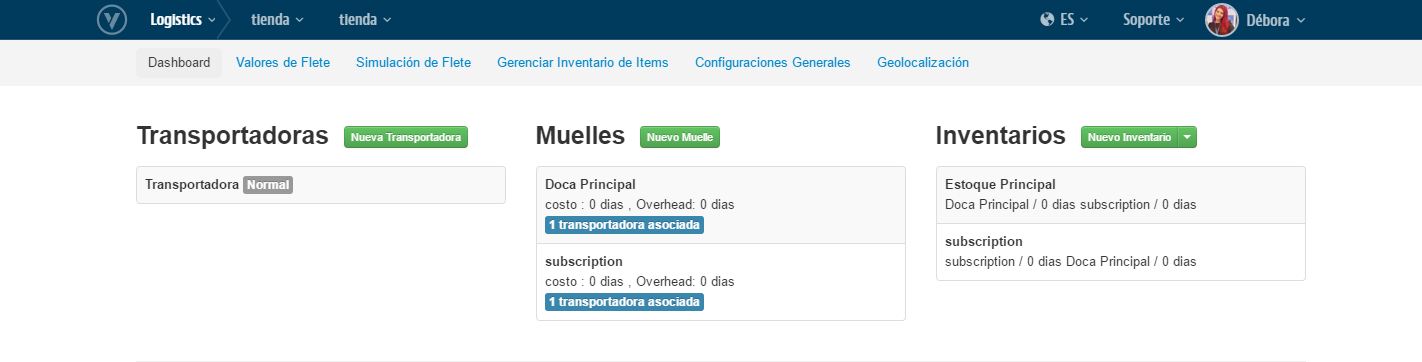 Logistics tienda tienda ES Soporte Débora
Dashboard Valores de Flete Simulación de Flete Gerenciar Inventario de Items Configuraciones Generales Geolocalización
Transportadoras Nueva Transportadora
Transportadora Normal
Muelles Nuevo Muelle
Doca Principal
costo : 0 dias , Overhead: 0 dias
1 transportadora asociada
subscription
costo : 0 dias , Overhead: 0 dias
1 transportadora asociada
Inventarios Nuevo Inventario
Estoque Principal
Doca Principal / 0 dias subscription / 0 dias
subscription
subscription / 0 dias Doca Principal / 0 dias